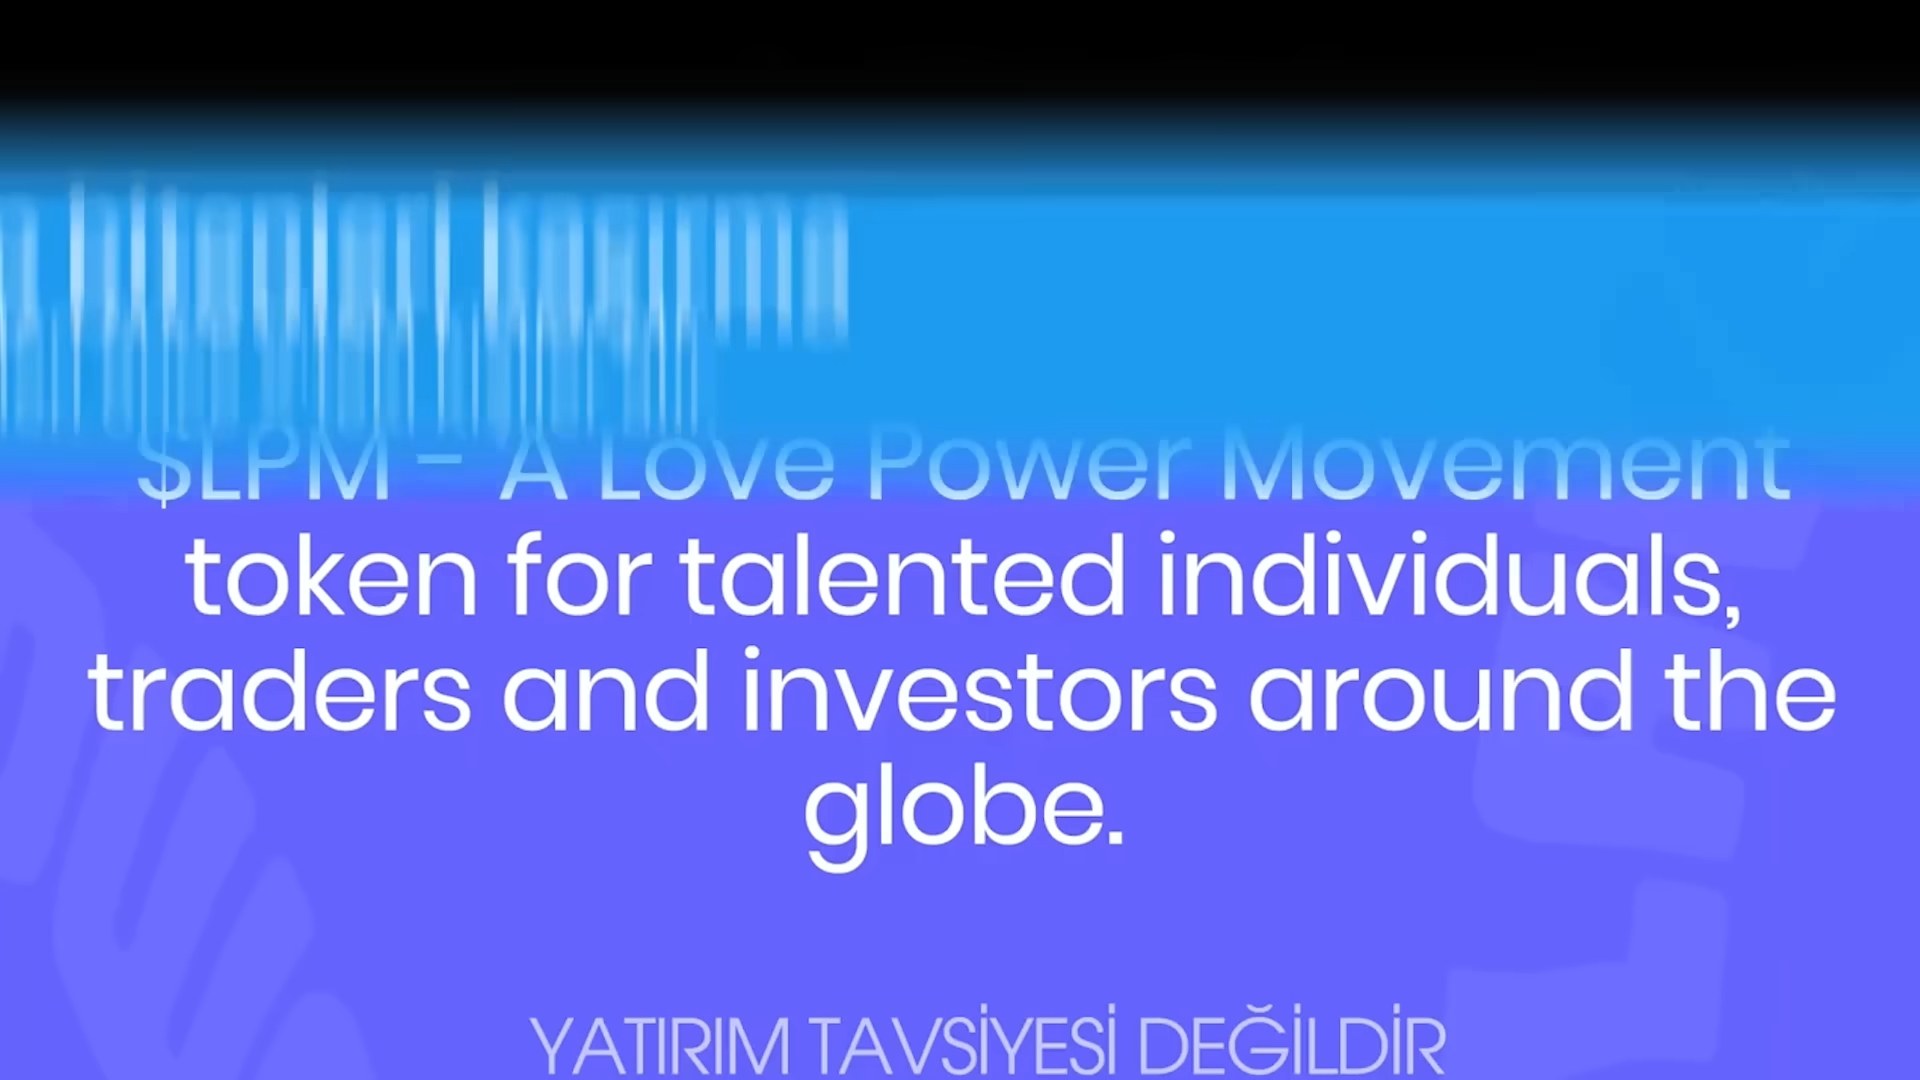 $LPM - A Love Power Movement
token for talented individuals,
traders and investors around the
globe.
YATIRIM TAVSİYESİ DEĞİLDİR